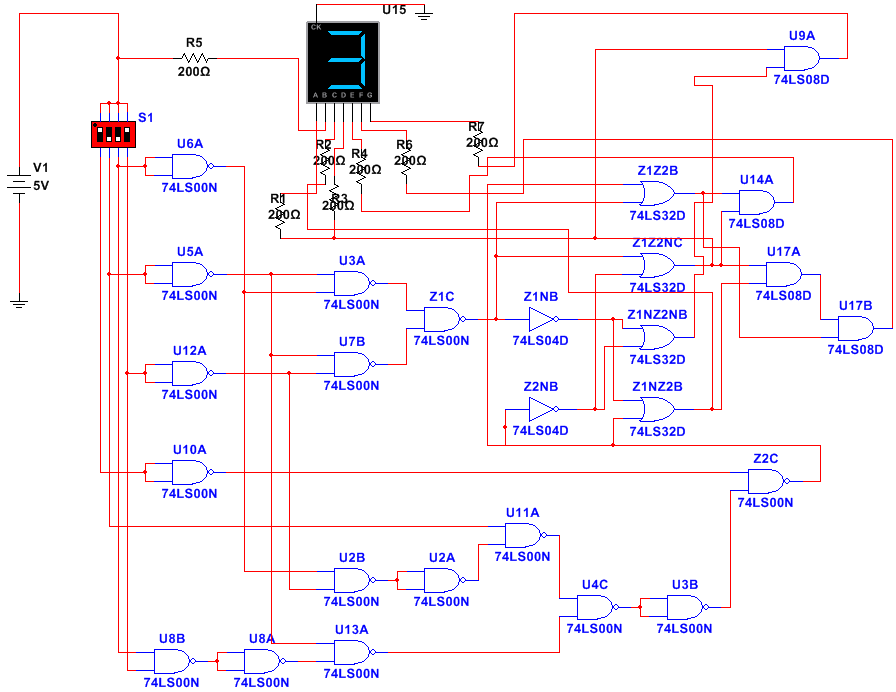 U15
CK
A B C D E F G
R5
200Ω
S1
V1
5V
U6A
74LS00N
R2
200Ω
R4
200Ω
R6
200Ω
R7
200Ω
R1
200Ω
R3
200Ω
U9A
74LS08D
Z1Z2B
74LS32D
U14A
74LS08D
Z1Z2NC
74LS32D
U17A
74LS08D
U17B
74LS08D
U5A
74LS00N
U3A
74LS00N
Z1C
74LS00N
Z1NB
74LS04D
Z1NZ2NB
74LS32D
U12A
74LS00N
U7B
74LS00N
Z2NB
74LS04D
Z1NZ2B
74LS32D
U10A
74LS00N
Z2C
74LS00N
U11A
74LS00N
U2B
74LS00N
U2A
74LS00N
U4C
74LS00N
U3B
74LS00N
U8B
74LS00N
U8A
74LS00N
U13A
74LS00N